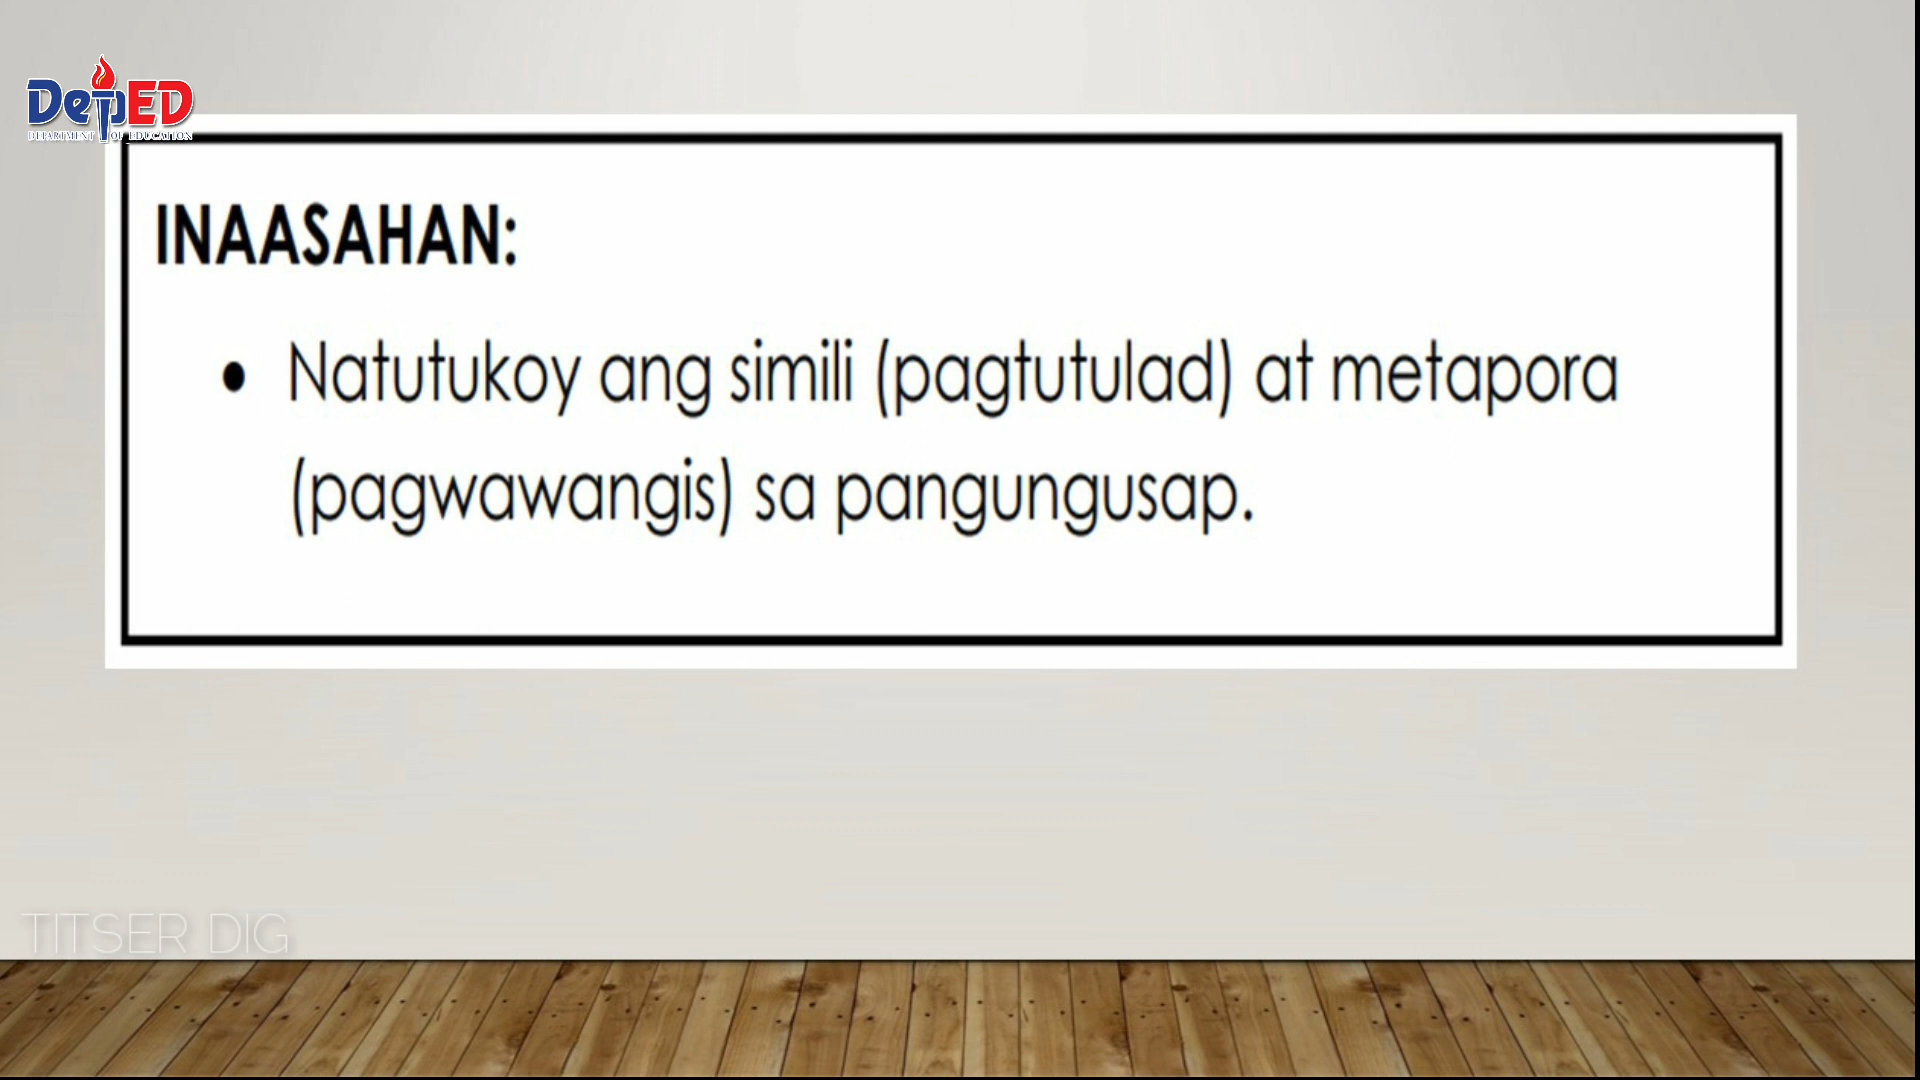 DepED
DEPARTMENT OF EDUCATION
INAASAHAN:
• Natutukoy ang simili (pagtutulad) at metapora
(pagwawangis) sa pangungusap.
TITSER DIG